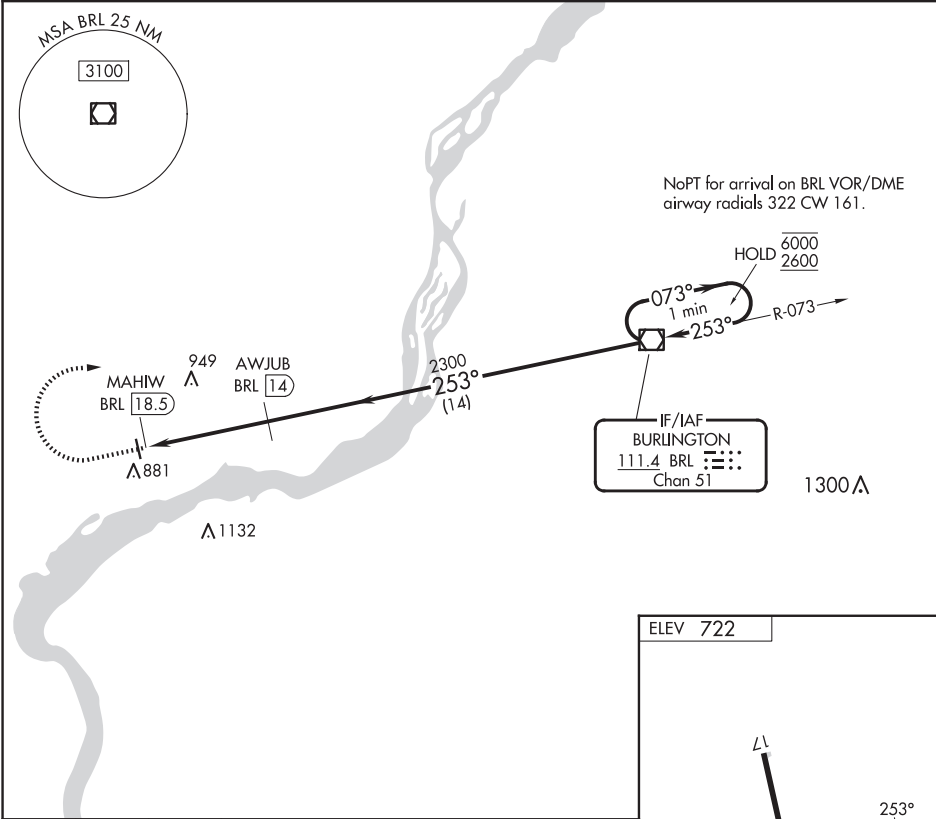 MSA BRL 25 NM
3100
NoPT for arrival on BRL VOR/DME
airway radials 322 CW 161.
HOLD 6000
2600
073°
1 min
253°
R-073
2300
253°
(14)
949
AWJUB
BRL 14
MAHIW
BRL 18.5
881
1132
IF/IAF
BURLINGTON
111.4 BRL
Chan 51
1300
ELEV 722
17
253°